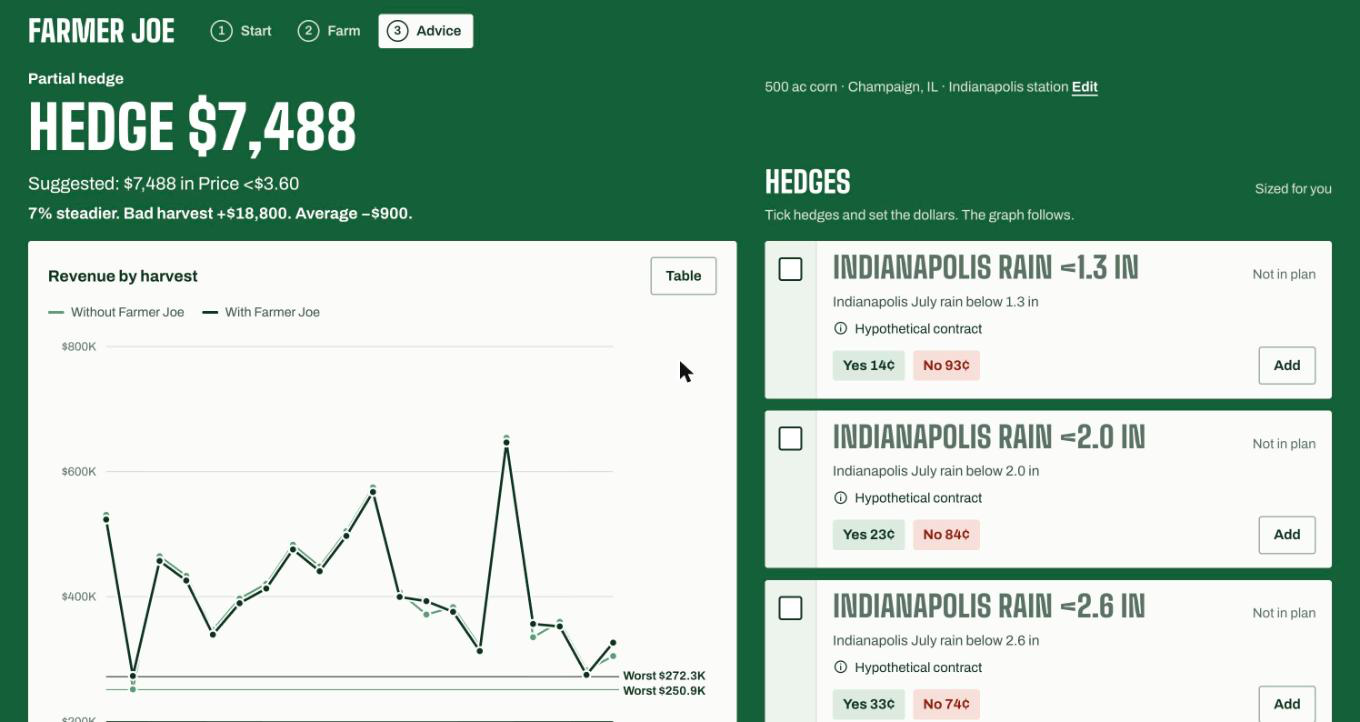 FARMER JOE
1 Start
2 Farm
3 Advice
Partial hedge
HEDGE $7,488
Suggested: $7,488 in Price <$3.60
7% steadier. Bad harvest +$18,800. Average −$900.
500 ac corn · Champaign, IL · Indianapolis station Edit
HEDGES
Sized for you
Tick hedges and set the dollars. The graph follows.
Revenue by harvest
Table
Without Farmer Joe
With Farmer Joe
$800K
$600K
$400K
Worst $272.3K
Worst $250.9K
$200K
INDIANAPOLIS RAIN <1.3 IN
Not in plan
Indianapolis July rain below 1.3 in
Hypothetical contract
Yes 14¢
No 93¢
Add
INDIANAPOLIS RAIN <2.0 IN
Not in plan
Indianapolis July rain below 2.0 in
Hypothetical contract
Yes 23¢
No 84¢
Add
INDIANAPOLIS RAIN <2.6 IN
Not in plan
Indianapolis July rain below 2.6 in
Hypothetical contract
Yes 33¢
No 74¢
Add